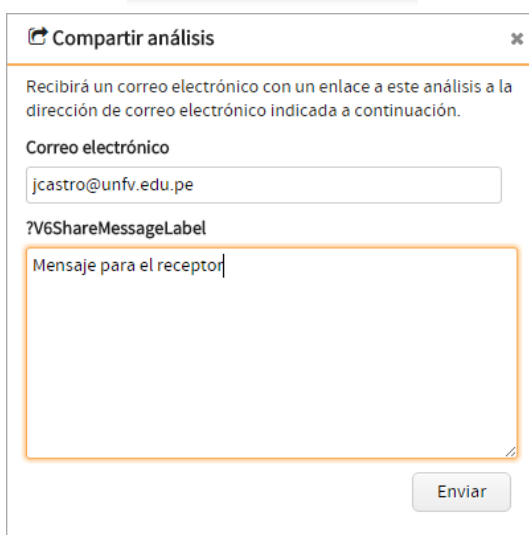 Compartir análisis
Recibirá un correo electrónico con un enlace a este análisis a la
dirección de correo electrónico indicada a continuación.
Correo electrónico
jcastro@unfv.edu.pe
?V6ShareMessageLabel
Mensaje para el receptor
Enviar